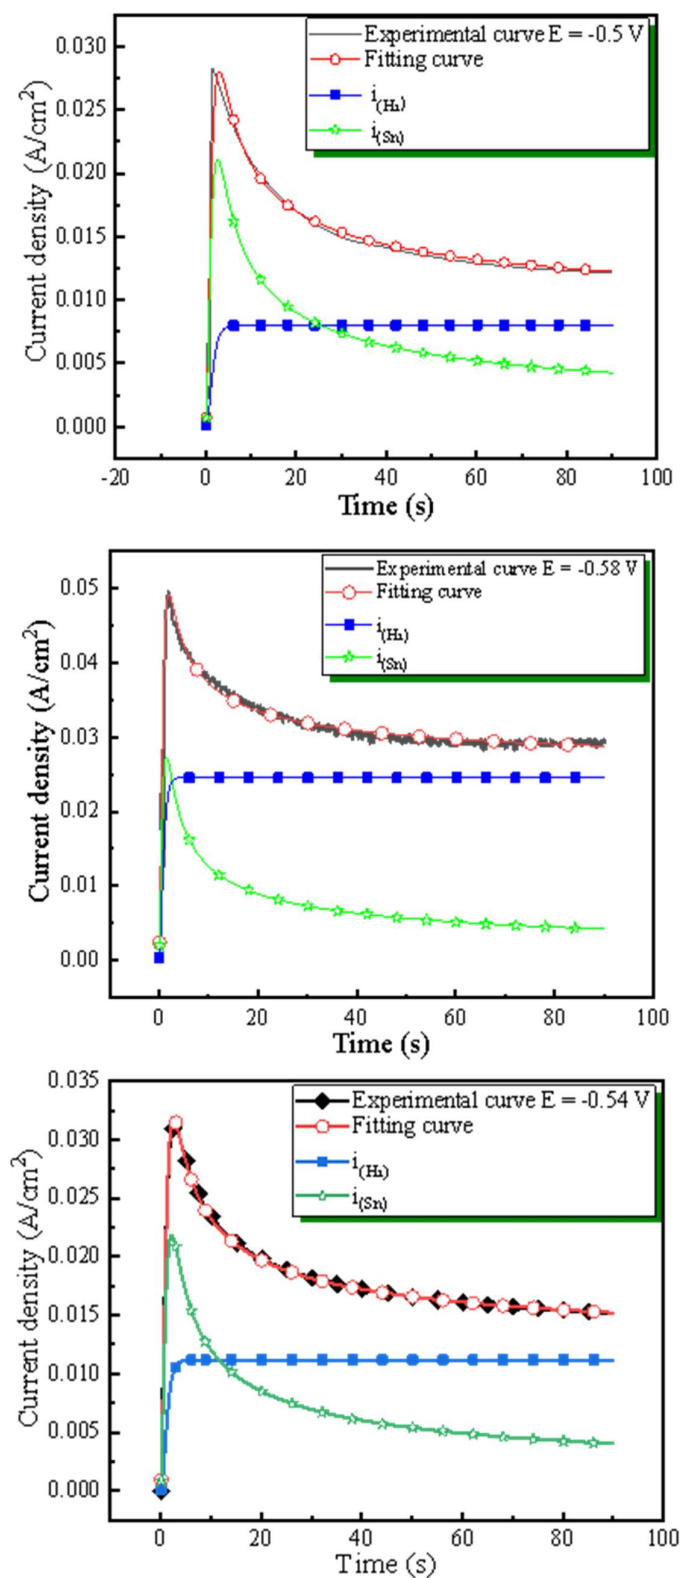 Experimental curve E = -0.5 V
Fitting curve
i(H₂)
i(Sn)
0.030
0.025
0.020
0.015
0.010
0.005
0.000
Current density (A/cm²)
-20 0 20 40 60 80 100
Time (s)
Experimental curve E = -0.58 V
Fitting curve
i(H₂)
i(Sn)
0.05
0.04
0.03
0.02
0.01
0.00
Current density (A/cm²)
0 20 40 60 80 100
Time (s)
Experimental curve E = -0.54 V
Fitting curve
i(H₂)
i(Sn)
0.035
0.030
0.025
0.020
0.015
0.010
0.005
0.000
Current density (A/cm²)
0 20 40 60 80 100
Time (s)